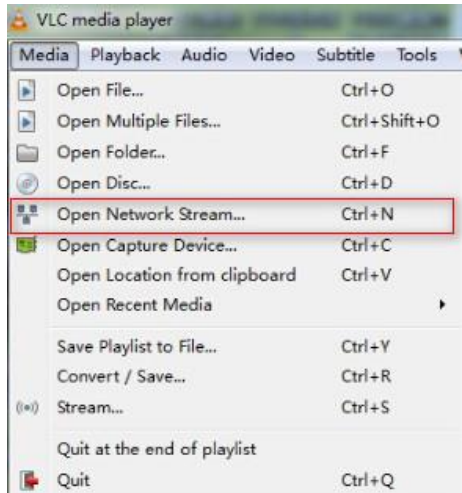 VLC media player
Media Playback Audio Video Subtitle Tools
Open File... Ctrl+O
Open Multiple Files... Ctrl+Shift+O
Open Folder... Ctrl+F
Open Disc... Ctrl+D
Open Network Stream... Ctrl+N
Open Capture Device... Ctrl+C
Open Location from clipboard Ctrl+V
Open Recent Media
Save Playlist to File... Ctrl+Y
Convert / Save... Ctrl+R
Stream... Ctrl+S
Quit at the end of playlist
Quit Ctrl+Q